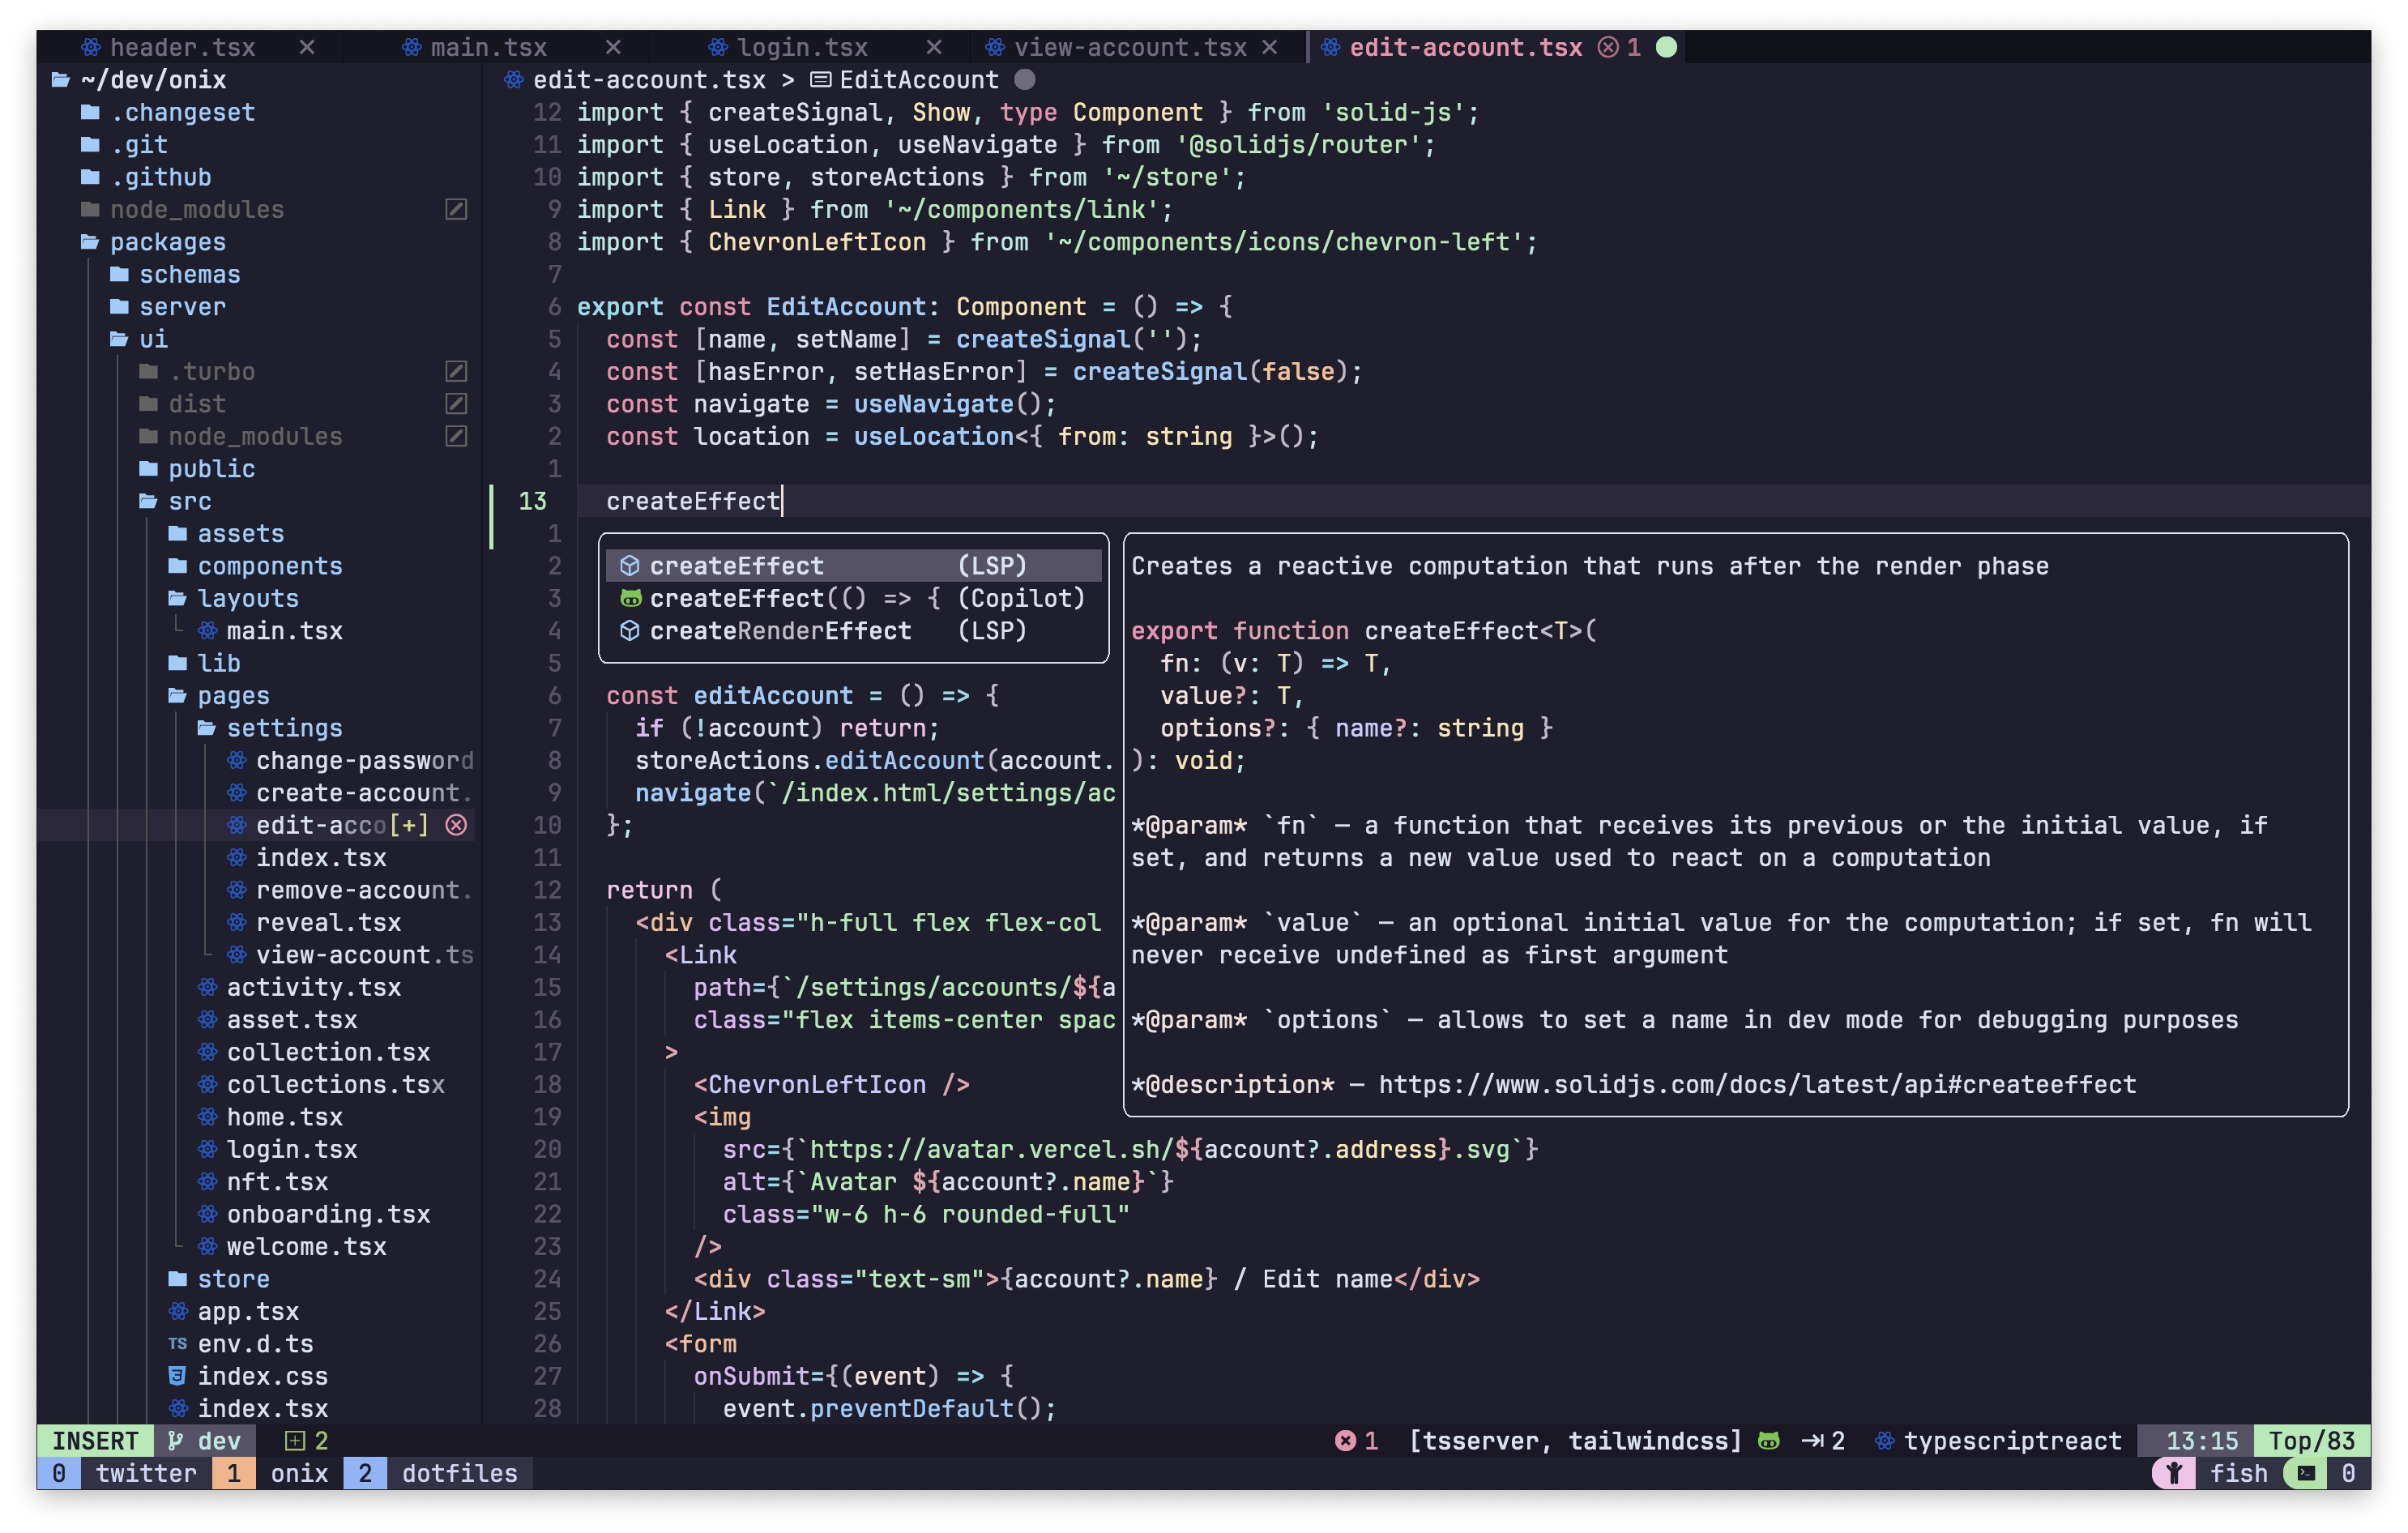 header.tsx × main.tsx × login.tsx × view-account.tsx × edit-account.tsx 1
~/dev/onix
.changeset
.git
.github
node_modules
packages
schemas
server
ui
.turbo
dist
node_modules
public
src
assets
components
layouts
main.tsx
lib
pages
settings
change-password
create-account.
edit-acco[+]
index.tsx
remove-account.
reveal.tsx
view-account.ts
activity.tsx
asset.tsx
collection.tsx
collections.tsx
home.tsx
login.tsx
nft.tsx
onboarding.tsx
welcome.tsx
store
app.tsx
TS env.d.ts
index.css
index.tsx
edit-account.tsx > EditAccount
12 import { createSignal, Show, type Component } from 'solid-js';
11 import { useLocation, useNavigate } from '@solidjs/router';
10 import { store, storeActions } from '~/store';
9 import { Link } from '~/components/link';
8 import { ChevronLeftIcon } from '~/components/icons/chevron-left';
7
6 export const EditAccount: Component = () => {
5 const [name, setName] = createSignal('');
4 const [hasError, setHasError] = createSignal(false);
3 const navigate = useNavigate();
2 const location = useLocation<{ from: string }>();
1
13 createEffect
1
2
3
4
5
6 const editAccount = () => {
7 if (!account) return;
8 storeActions.editAccount(account.
9 navigate(`/index.html/settings/ac
10 };
11
12 return (
13 <div class="h-full flex flex-col
14 <Link
15 path={`/settings/accounts/${a
16 class="flex items-center spac
17 >
18 <ChevronLeftIcon />
19 <img
20 src={`https://avatar.vercel.sh/${account?.address}.svg`}
21 alt={`Avatar ${account?.name}`}
22 class="w-6 h-6 rounded-full"
23 />
24 <div class="text-sm">{account?.name} / Edit name</div>
25 </Link>
26 <form
27 onSubmit={(event) => {
28 event.preventDefault();
createEffect (LSP)
createEffect(() => { (Copilot)
createRenderEffect (LSP)
Creates a reactive computation that runs after the render phase
export function createEffect<T>(
fn: (v: T) => T,
value?: T,
options?: { name?: string }
): void;
*@param* `fn` — a function that receives its previous or the initial value, if
set, and returns a new value used to react on a computation
*@param* `value` — an optional initial value for the computation; if set, fn will
never receive undefined as first argument
*@param* `options` — allows to set a name in dev mode for debugging purposes
*@description* — https://www.solidjs.com/docs/latest/api#createeffect
INSERT dev 2 1 [tsserver, tailwindcss] 2 typescriptreact 13:15 Top/83
0 twitter 1 onix 2 dotfiles fish 0